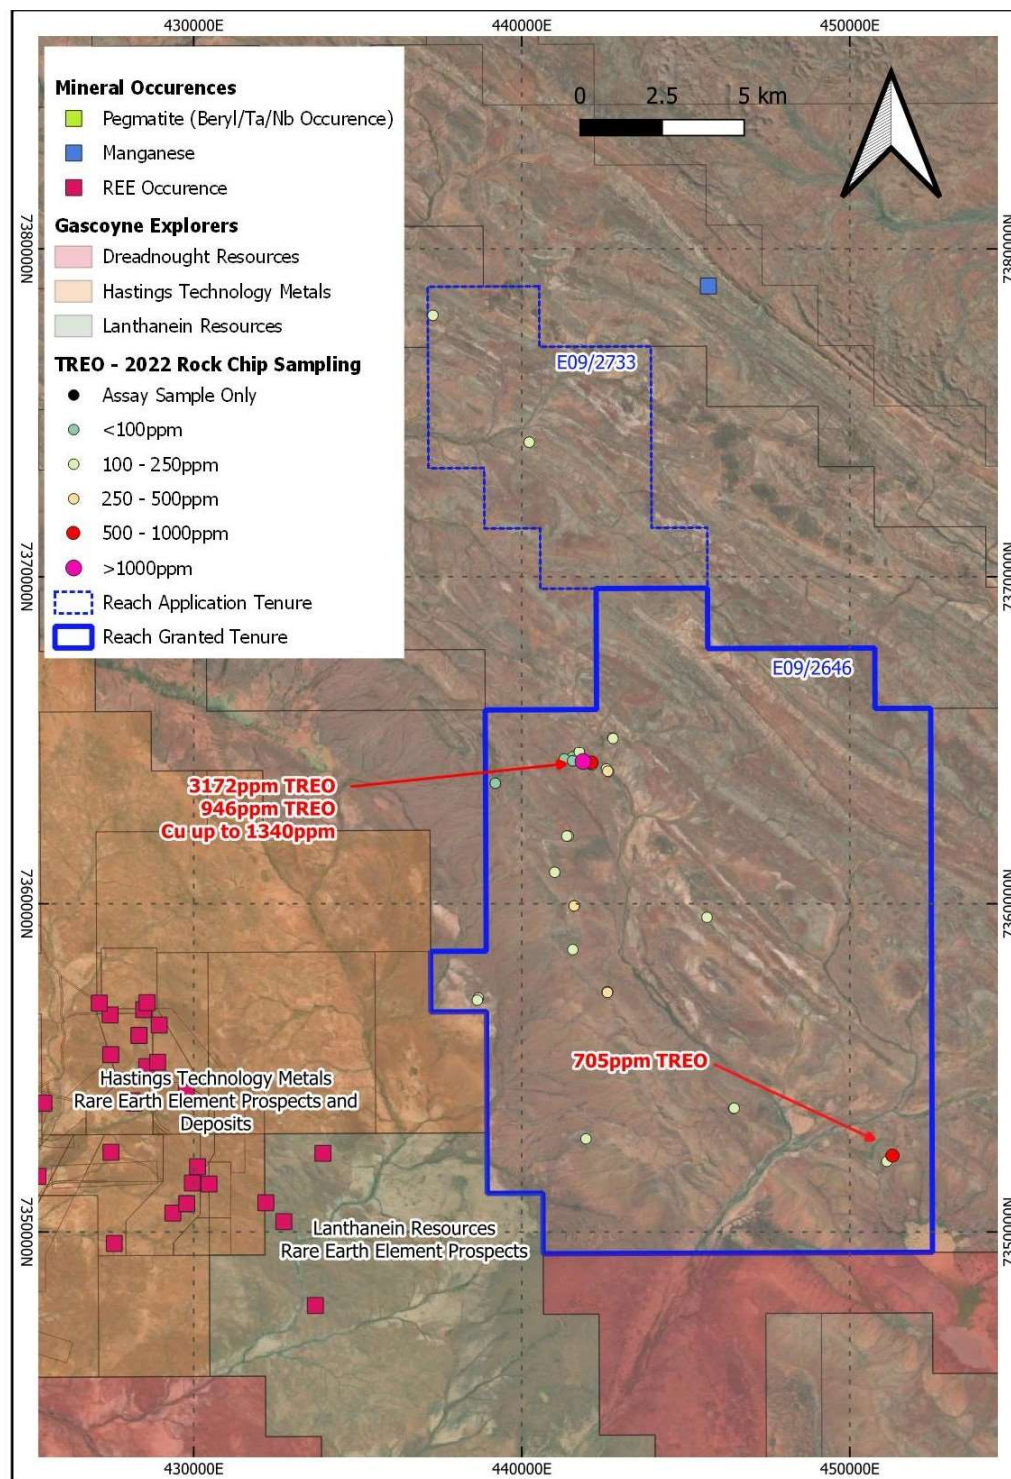 430000E
440000E
450000E
Mineral Occurences
Pegmatite (Beryl/Ta/Nb Occurence)
Manganese
REE Occurence
Gascoyne Explorers
Dreadnought Resources
Hastings Technology Metals
Lanthanein Resources
TREO - 2022 Rock Chip Sampling
Assay Sample Only
<100ppm
100 - 250ppm
250 - 500ppm
500 - 1000ppm
>1000ppm
Reach Application Tenure
Reach Granted Tenure
0 2.5 5 km
7380000N
7380000N
E09/2733
7370000N
7370000N
E09/2646
3172ppm TREO
946ppm TREO
Cu up to 1340ppm
7360000N
7360000N
705ppm TREO
Hastings Technology Metals
Rare Earth Element Prospects and
Deposits
7350000N
7350000N
Lanthanein Resources
Rare Earth Element Prospects
430000E
440000E
450000E